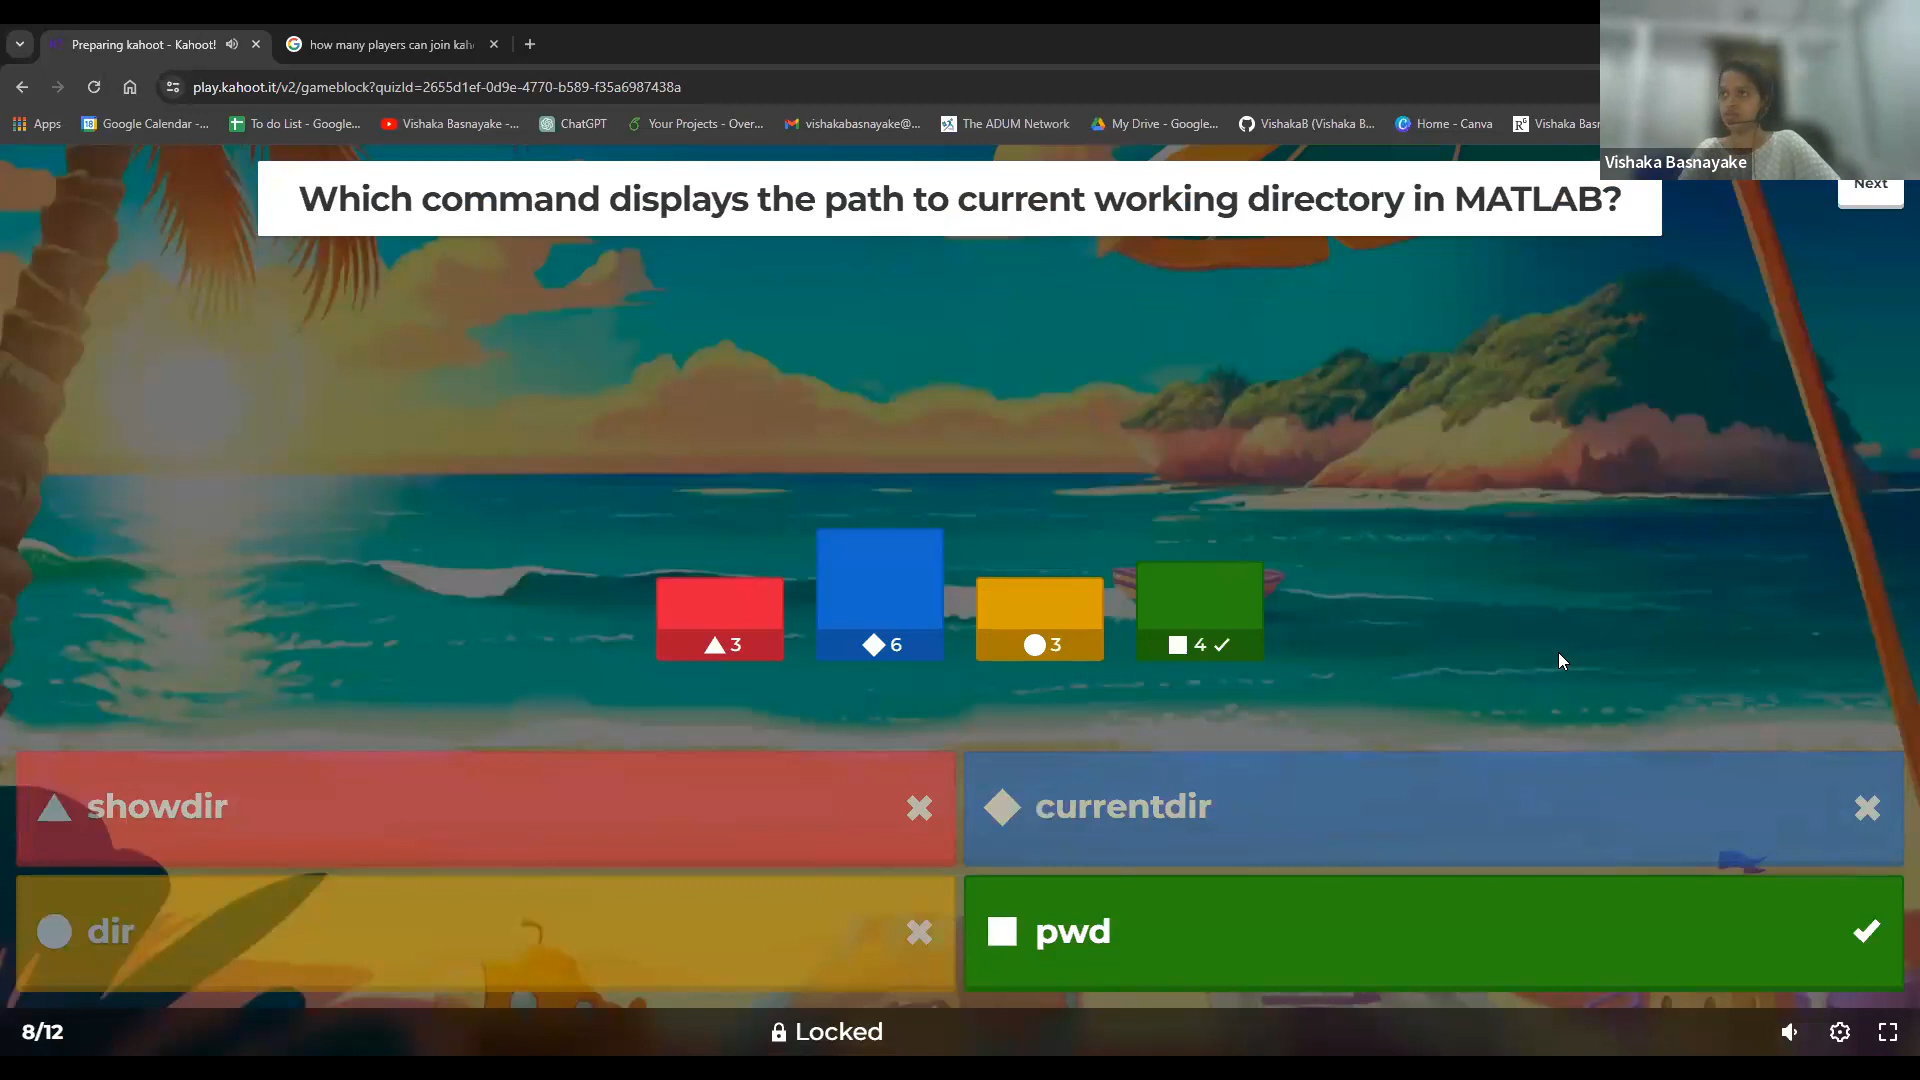 Preparing kahoot - Kahoot!
how many players can join kah
play.kahoot.it/v2/gameblock?quizId=2655d1ef-0d9e-4770-b589-f35a6987438a
Apps
18
Google Calendar -...
To do List - Google...
Vishaka Basnayake -...
ChatGPT
Your Projects - Over...
vishakabasnayake@...
The ADUM Network
My Drive - Google...
VishakaB (Vishaka B...
Home - Canva
Vishaka Basn
Vishaka Basnayake
Next
Which command displays the path to current working directory in MATLAB?
3
6
3
4
showdir
currentdir
dir
pwd
8/12
Locked